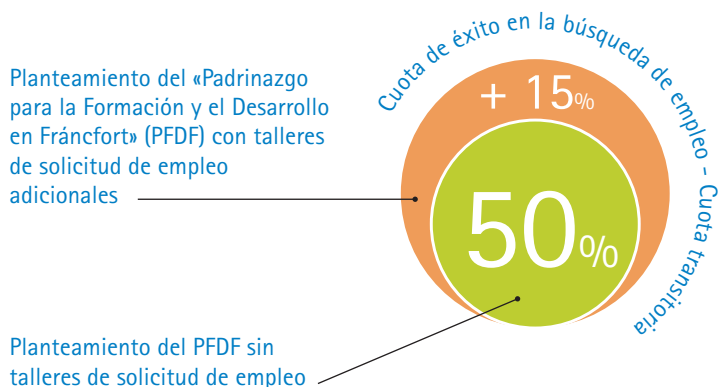 Planteamiento del «Padrinazgo
para la Formación y el Desarrollo
en Fráncfort» (PFDF) con talleres
de solicitud de empleo
adicionales
Cuota de éxito en la búsqueda de empleo - Cuota transitoria
+ 15%
50%
Planteamiento del PFDF sin
talleres de solicitud de empleo